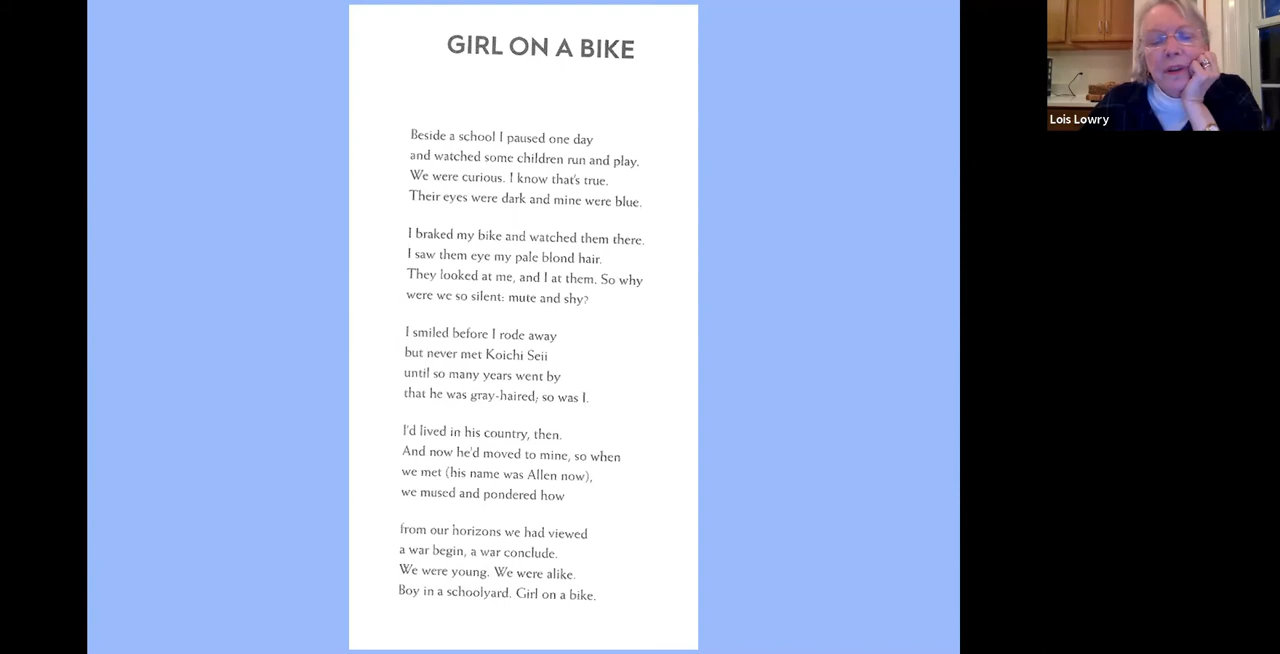 GIRL ON A BIKE
Beside a school I paused one day
and watched some children run and play.
We were curious. I know that's true.
Their eyes were dark and mine were blue.
I braked my bike and watched them there.
I saw them eye my pale blond hair.
They looked at me, and I at them. So why
were we so silent: mute and shy?
I smiled before I rode away
but never met Koichi Seii
until so many years went by
that he was gray-haired; so was I.
I'd lived in his country, then.
And now he'd moved to mine, so when
we met (his name was Allen now),
we mused and pondered how
from our horizons we had viewed
a war begin, a war conclude.
We were young. We were alike.
Boy in a schoolyard. Girl on a bike.
Lois Lowry